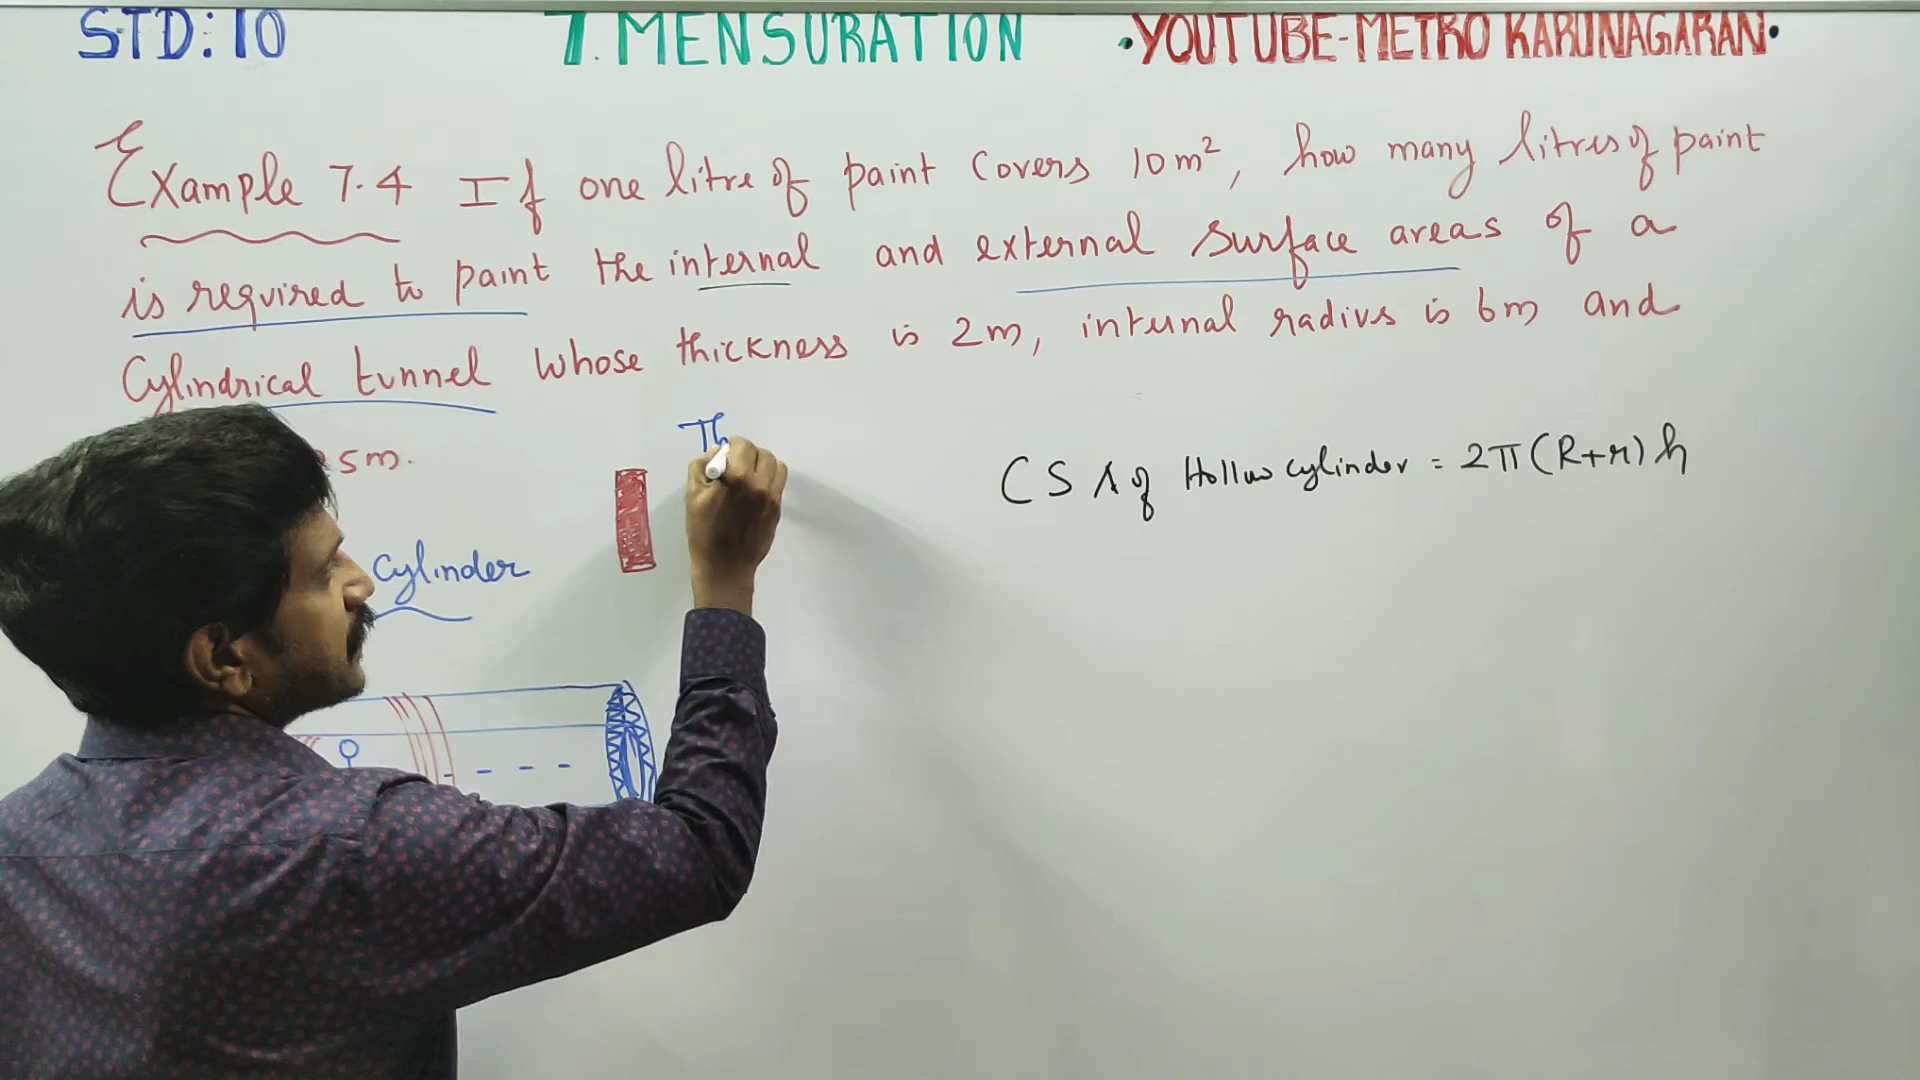 STD: 10 7. MENSURATION •YOUTUBE-METRO KARUNAGARAN•
Example 7.4 If one litre of paint covers 10m², how many litres of paint
is required to paint the internal and external surface areas of a
Cylindrical tunnel whose thickness is 2m, internal radius is 6m and
5m.
Th
CSA of Hollow cylinder = 2π(R+r)h
cylinder